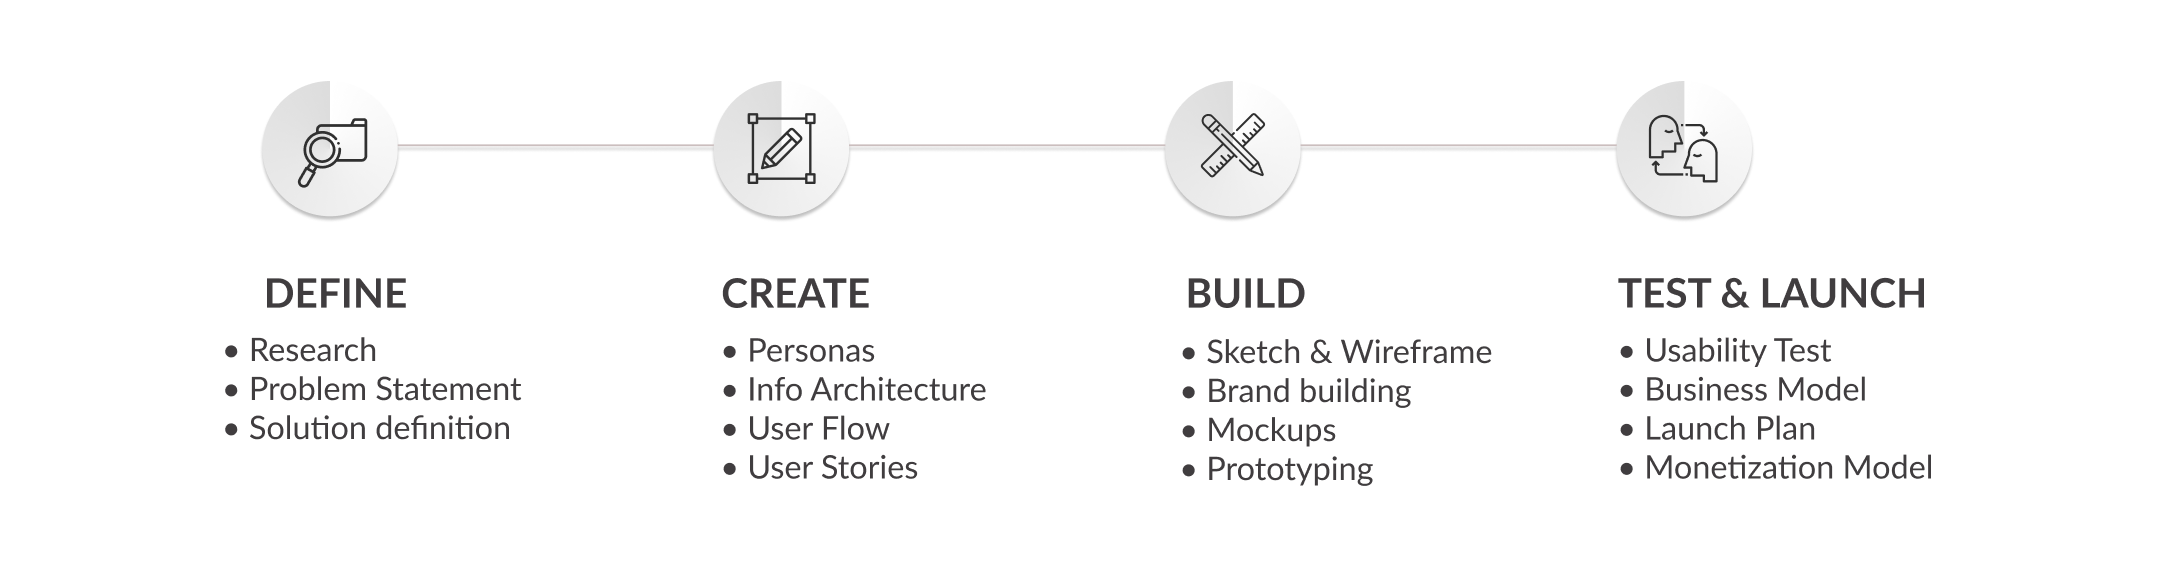 DEFINE
• Research
• Problem Statement
• Solution definition
CREATE
• Personas
• Info Architecture
• User Flow
• User Stories
BUILD
• Sketch & Wireframe
• Brand building
• Mockups
• Prototyping
TEST & LAUNCH
• Usability Test
• Business Model
• Launch Plan
• Monetization Model